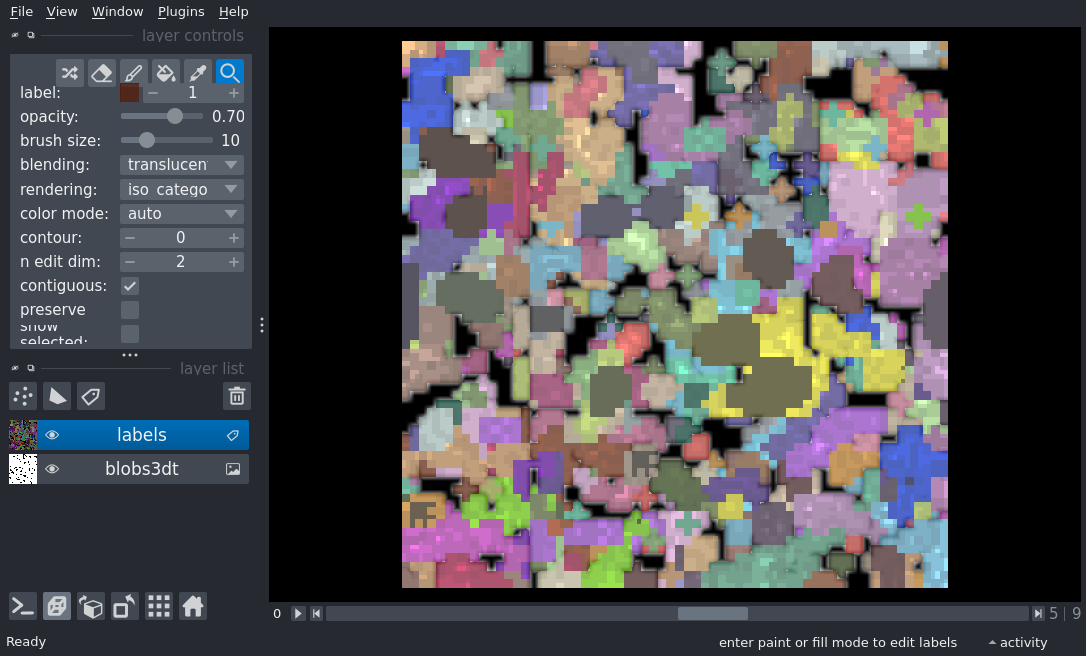 File View Window Plugins Help
layer controls
label: 1
opacity: 0.70
brush size: 10
blending: translucen
rendering: iso catego
color mode: auto
contour: 0
n edit dim: 2
contiguous:
preserve
show
selected:
layer list
labels
blobs3dt
0 5 | 9
Ready enter paint or fill mode to edit labels activity